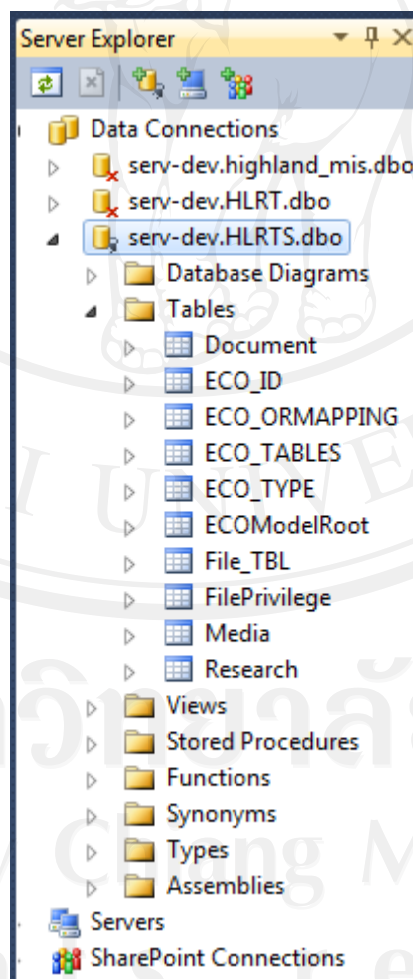 Server Explorer
Data Connections
serv-dev.highland_mis.dbo
serv-dev.HLRT.dbo
serv-dev.HLRTS.dbo
Database Diagrams
Tables
Document
ECO_ID
ECO_ORMAPPING
ECO_TABLES
ECO_TYPE
ECOModelRoot
File_TBL
FilePrivilege
Media
Research
Views
Stored Procedures
Functions
Synonyms
Types
Assemblies
Servers
SharePoint Connections